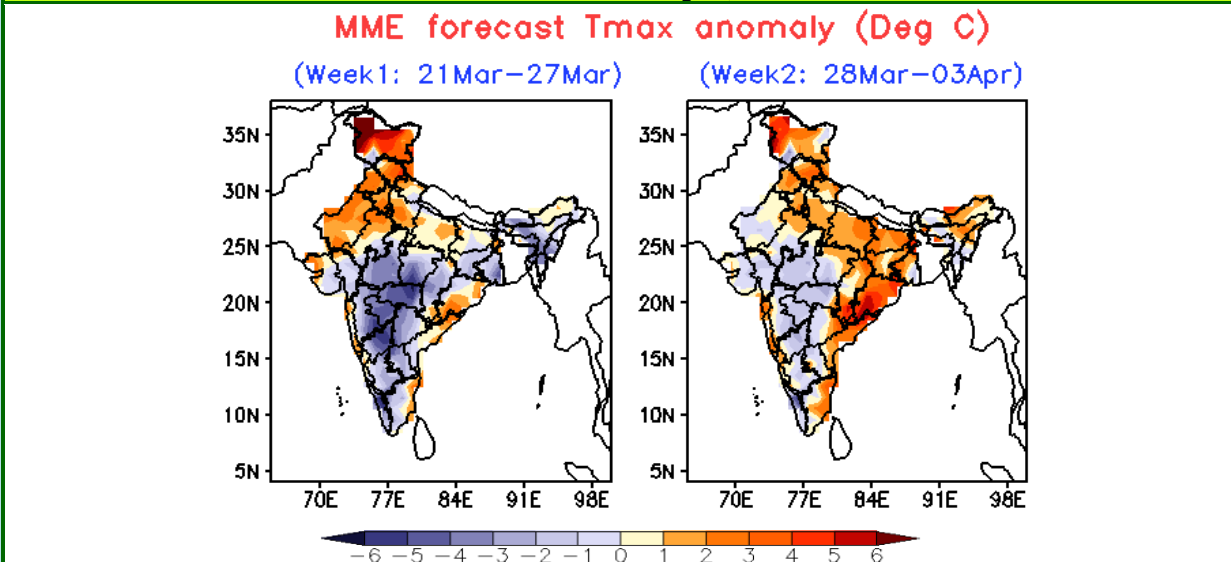 MME forecast Tmax anomaly (Deg C)
(Week1: 21Mar–27Mar)
(Week2: 28Mar–03Apr)
35N
30N
25N
20N
15N
10N
5N
70E 77E 84E 91E 98E
35N
30N
25N
20N
15N
10N
5N
70E 77E 84E 91E 98E
−6 −5 −4 −3 −2 −1 0 1 2 3 4 5 6